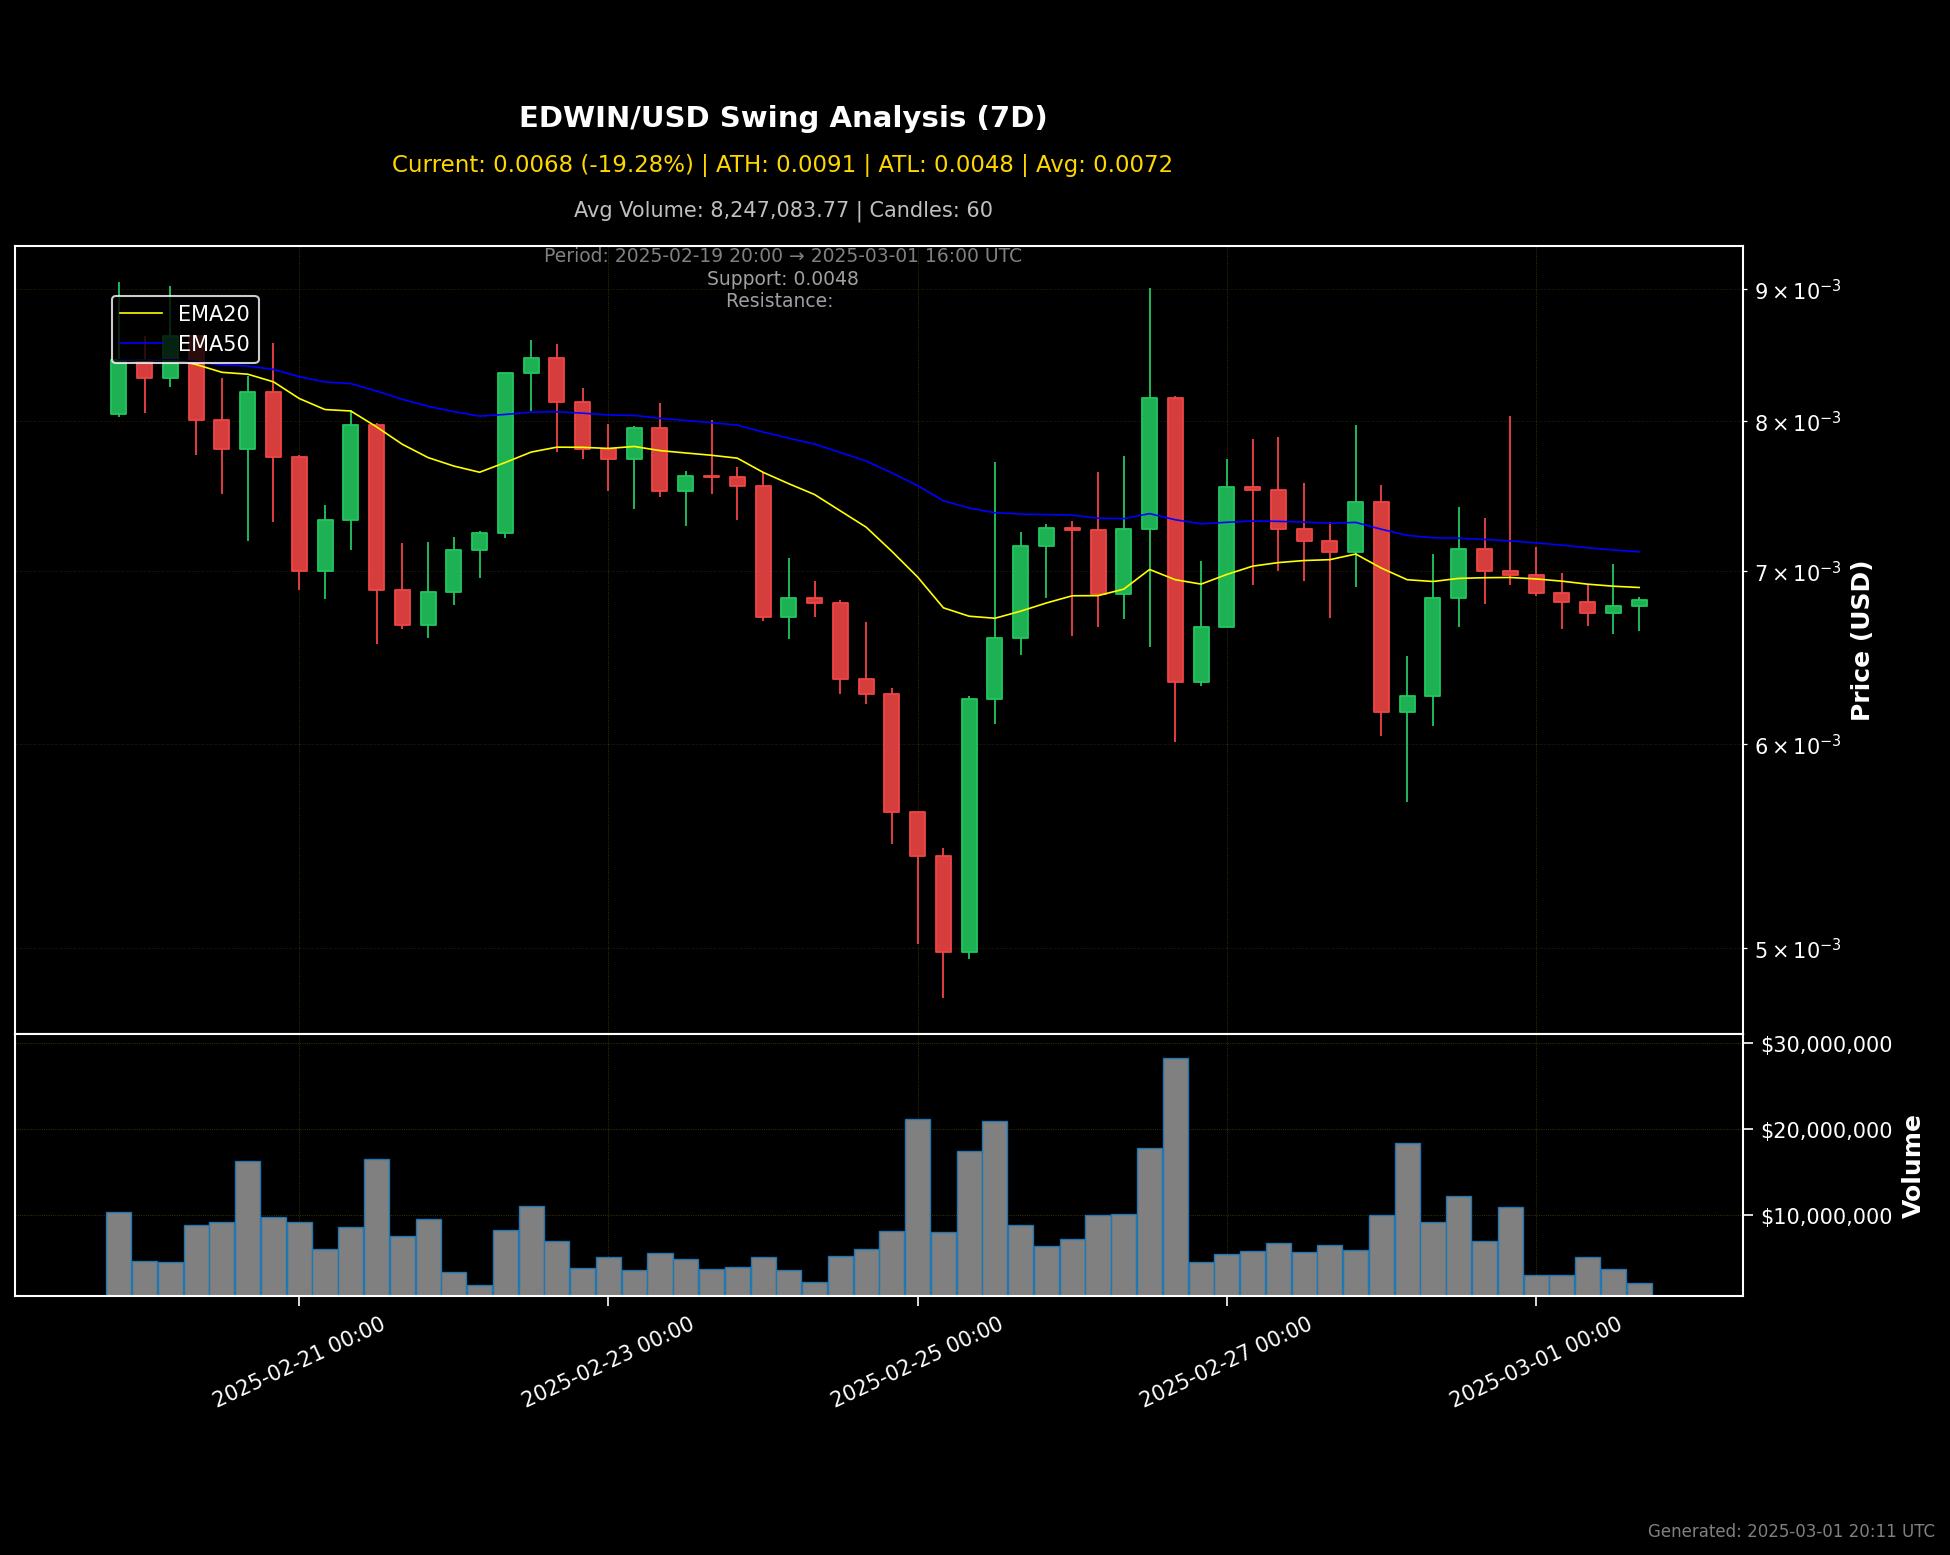 EDWIN/USD Swing Analysis (7D)
Current: 0.0068 (-19.28%) | ATH: 0.0091 | ATL: 0.0048 | Avg: 0.0072
Avg Volume: 8,247,083.77 | Candles: 60
Period: 2025-02-19 20:00 → 2025-03-01 16:00 UTC
Support: 0.0048
Resistance:
EMA20
EMA50
9 × 10⁻³
8 × 10⁻³
7 × 10⁻³
6 × 10⁻³
5 × 10⁻³
Price (USD)
$30,000,000
$20,000,000
$10,000,000
Volume
2025-02-21 00:00
2025-02-23 00:00
2025-02-25 00:00
2025-02-27 00:00
2025-03-01 00:00
Generated: 2025-03-01 20:11 UTC